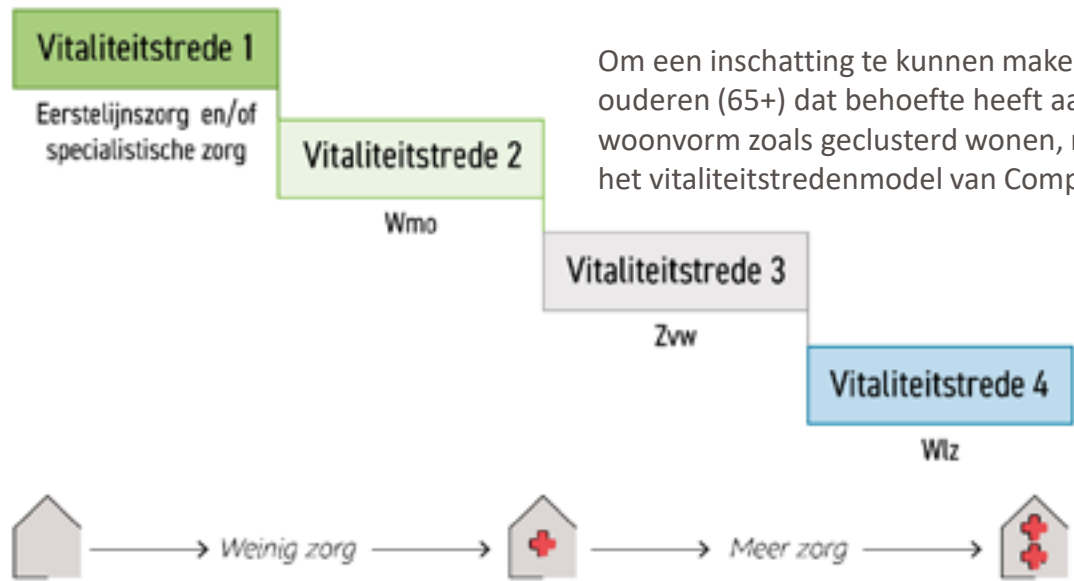 Vitaliteitstrede 1
Eerstelijnszorg en/of
specialistische zorg
Om een inschatting te kunnen make
ouderen (65+) dat behoefte heeft aa
woonvorm zoals geclusterd wonen,
het vitaliteitstredenmodel van Comp
Vitaliteitstrede 2
Wmo
Vitaliteitstrede 3
Zvw
Vitaliteitstrede 4
Wlz
Weinig zorg
Meer zorg